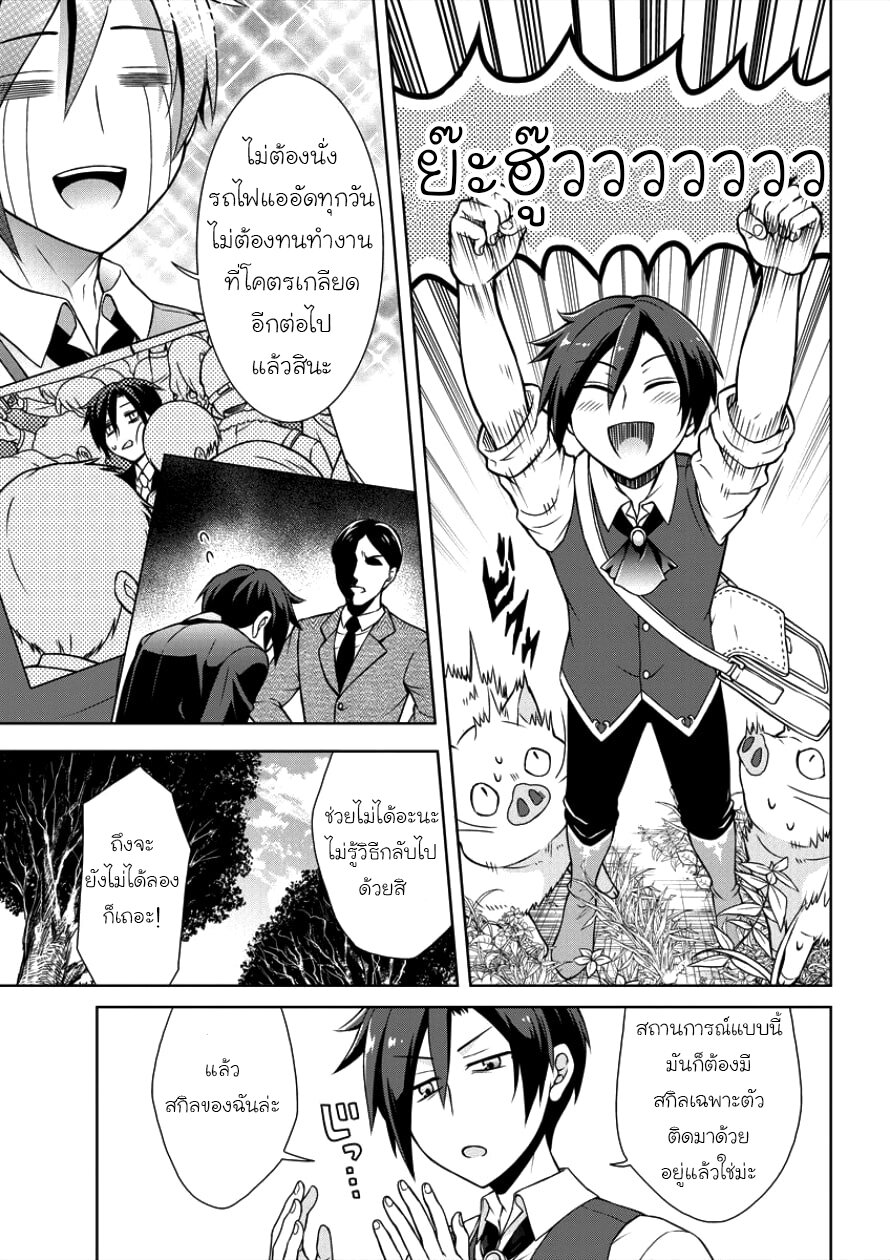 ย๊ะฮู๊ววววววว
ไม่ต้องนั่ง
รถไฟแออัดทุกวัน
ไม่ต้องทนทำงาน
ที่โคตรเกลียด
อีกต่อไป
แล้วสินะ
ช่วยไม่ได้อะนะ
ไม่รู้วิธีกลับไป
ด้วยสิ
ถึงจะ
ยังไม่ได้ลอง
ก็เถอะ!
สถานการณ์แบบนี้
มันก็ต้องมี
สกิลเฉพาะตัว
ติดมาด้วย
อยู่แล้วใช่ม่ะ
แล้ว
สกิลของฉันล่ะ
じっ…